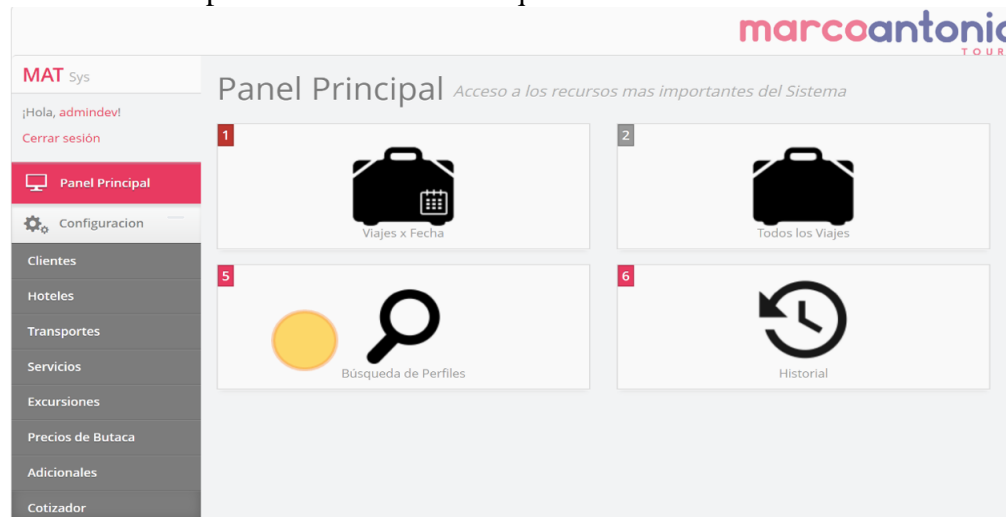 marcoantonio
TOUR
MAT Sys
¡Hola, admindev!
Cerrar sesión
Panel Principal
Configuracion
Clientes
Hoteles
Transportes
Servicios
Excursiones
Precios de Butaca
Adicionales
Cotizador
Panel Principal Acceso a los recursos mas importantes del Sistema
1
Viajes x Fecha
2
Todos los Viajes
5
Búsqueda de Perfiles
6
Historial